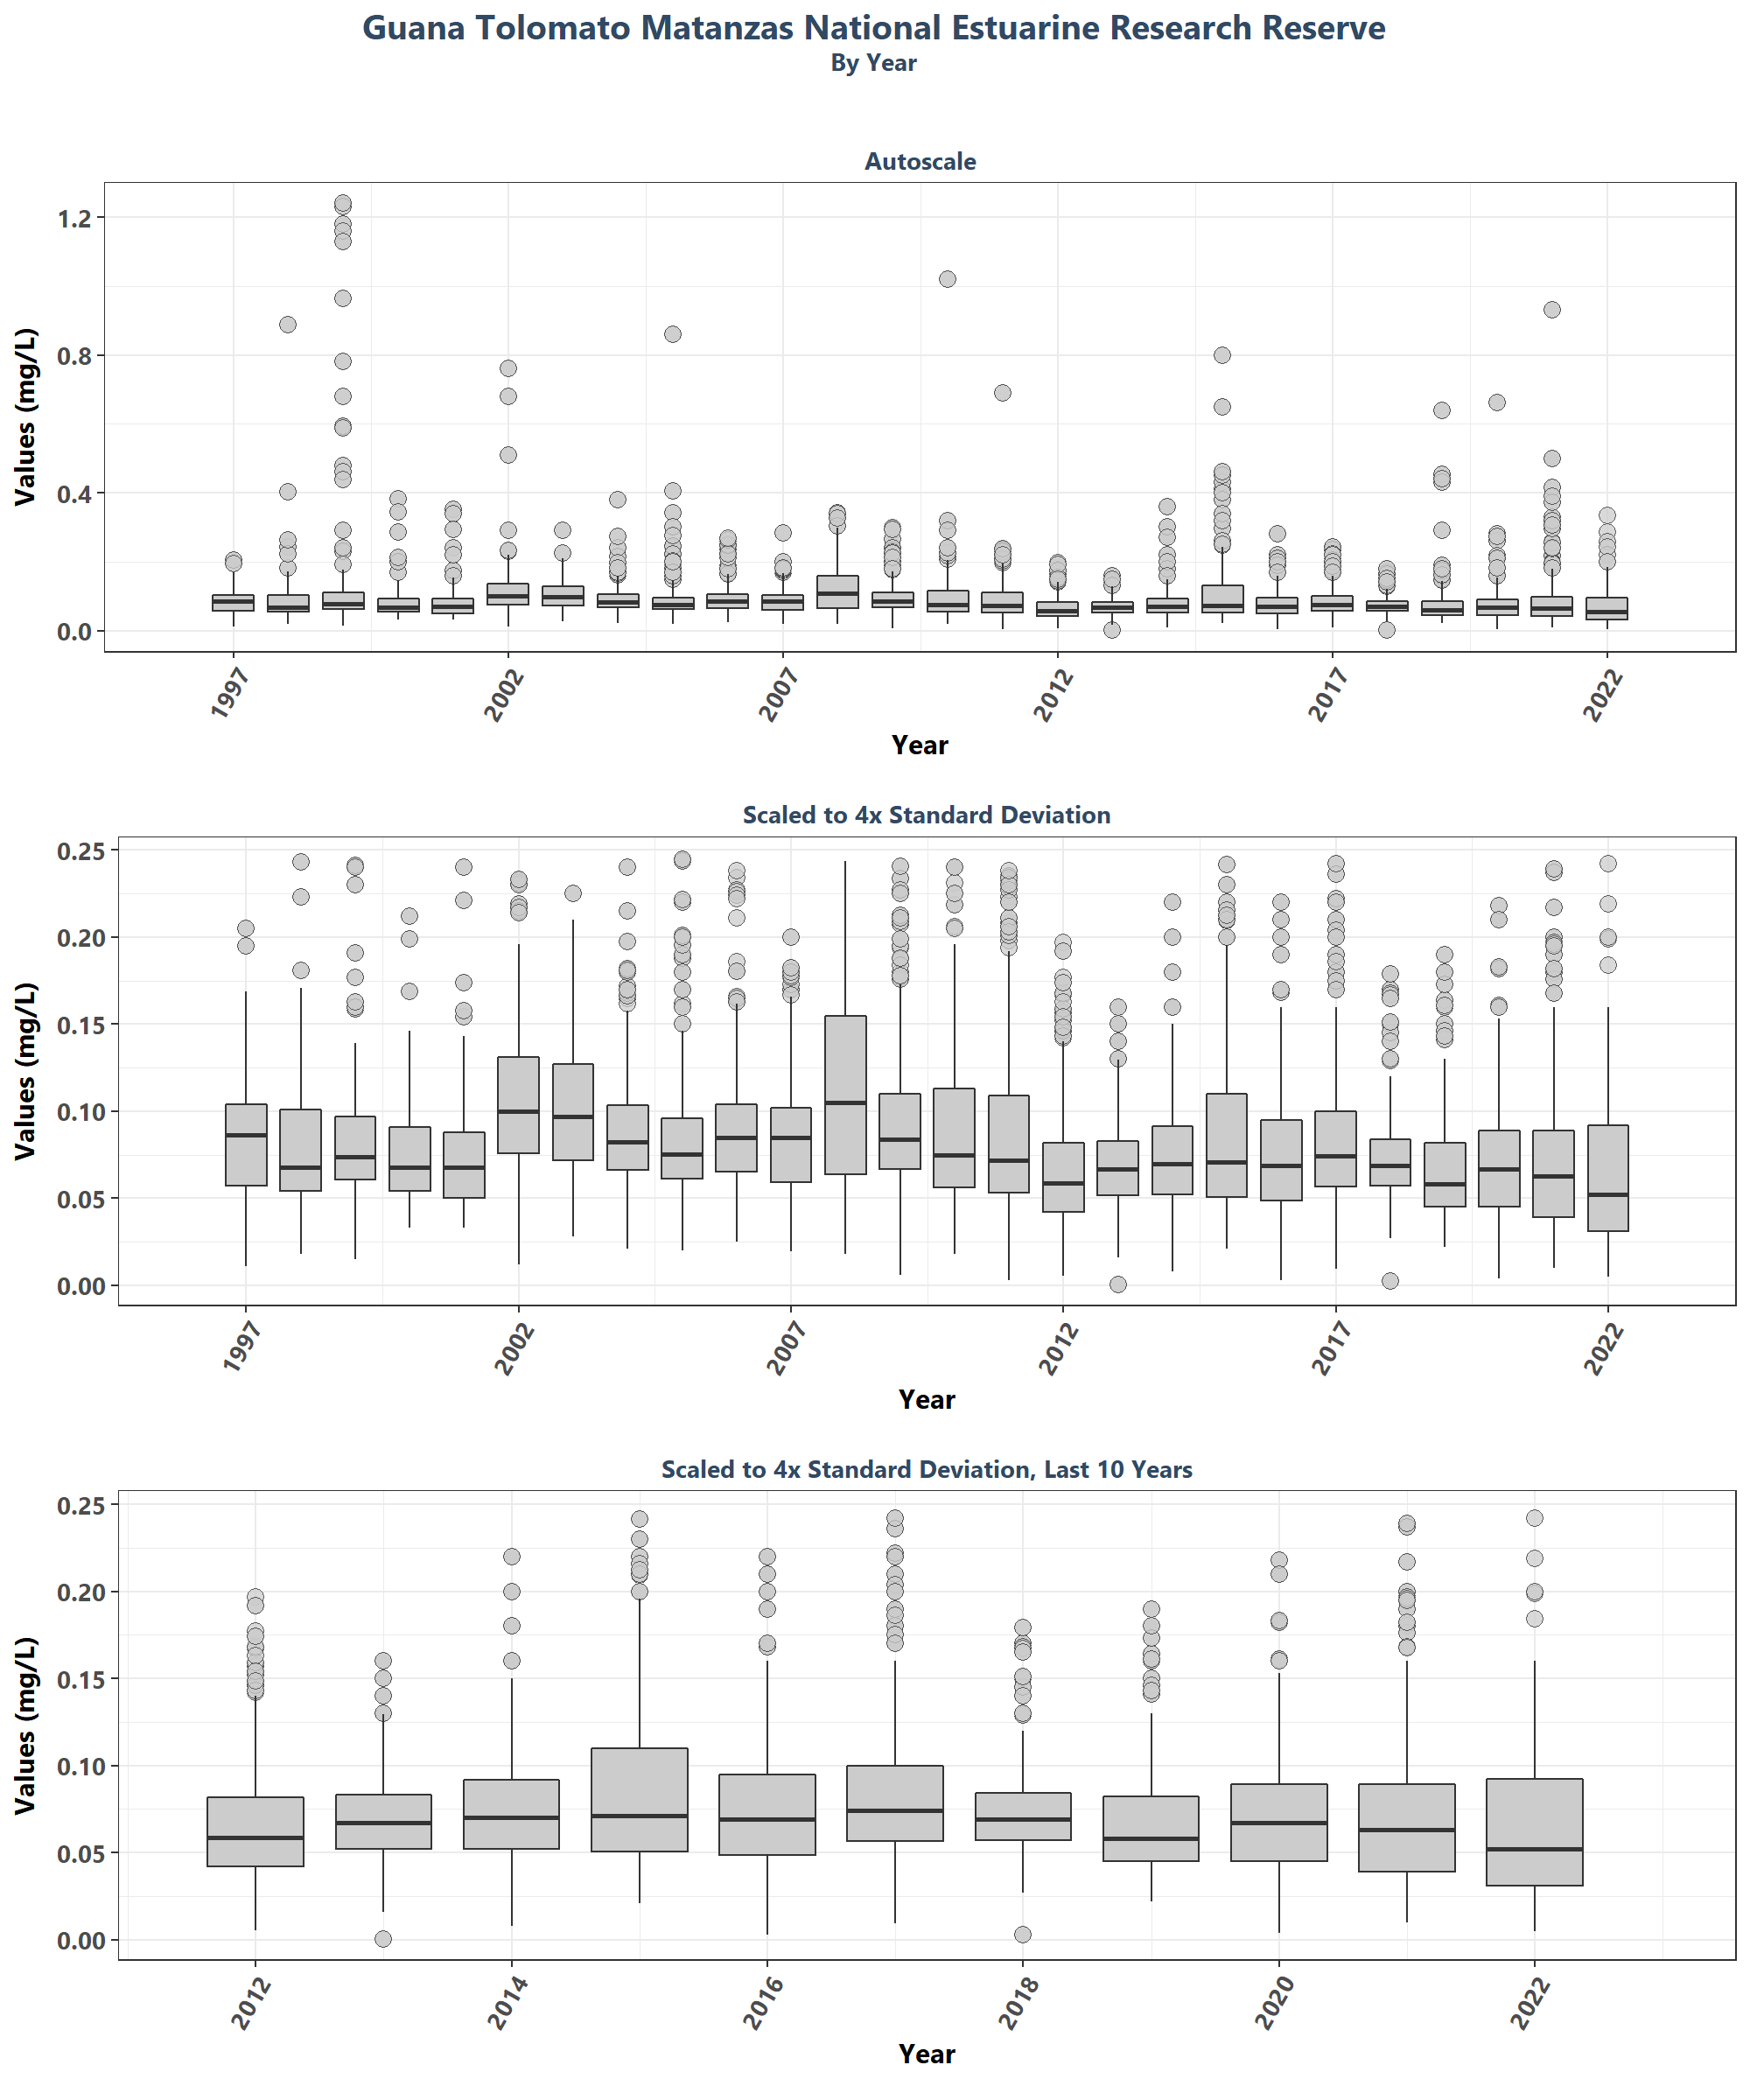 Guana Tolomato Matanzas National Estuarine Research Reserve
By Year
Autoscale
Values (mg/L)
1.2
0.8
0.4
0.0
1997 2002 2007 2012 2017 2022
Year
Scaled to 4x Standard Deviation
Values (mg/L)
0.25
0.20
0.15
0.10
0.05
0.00
1997 2002 2007 2012 2017 2022
Year
Scaled to 4x Standard Deviation, Last 10 Years
Values (mg/L)
0.25
0.20
0.15
0.10
0.05
0.00
2012 2014 2016 2018 2020 2022
Year